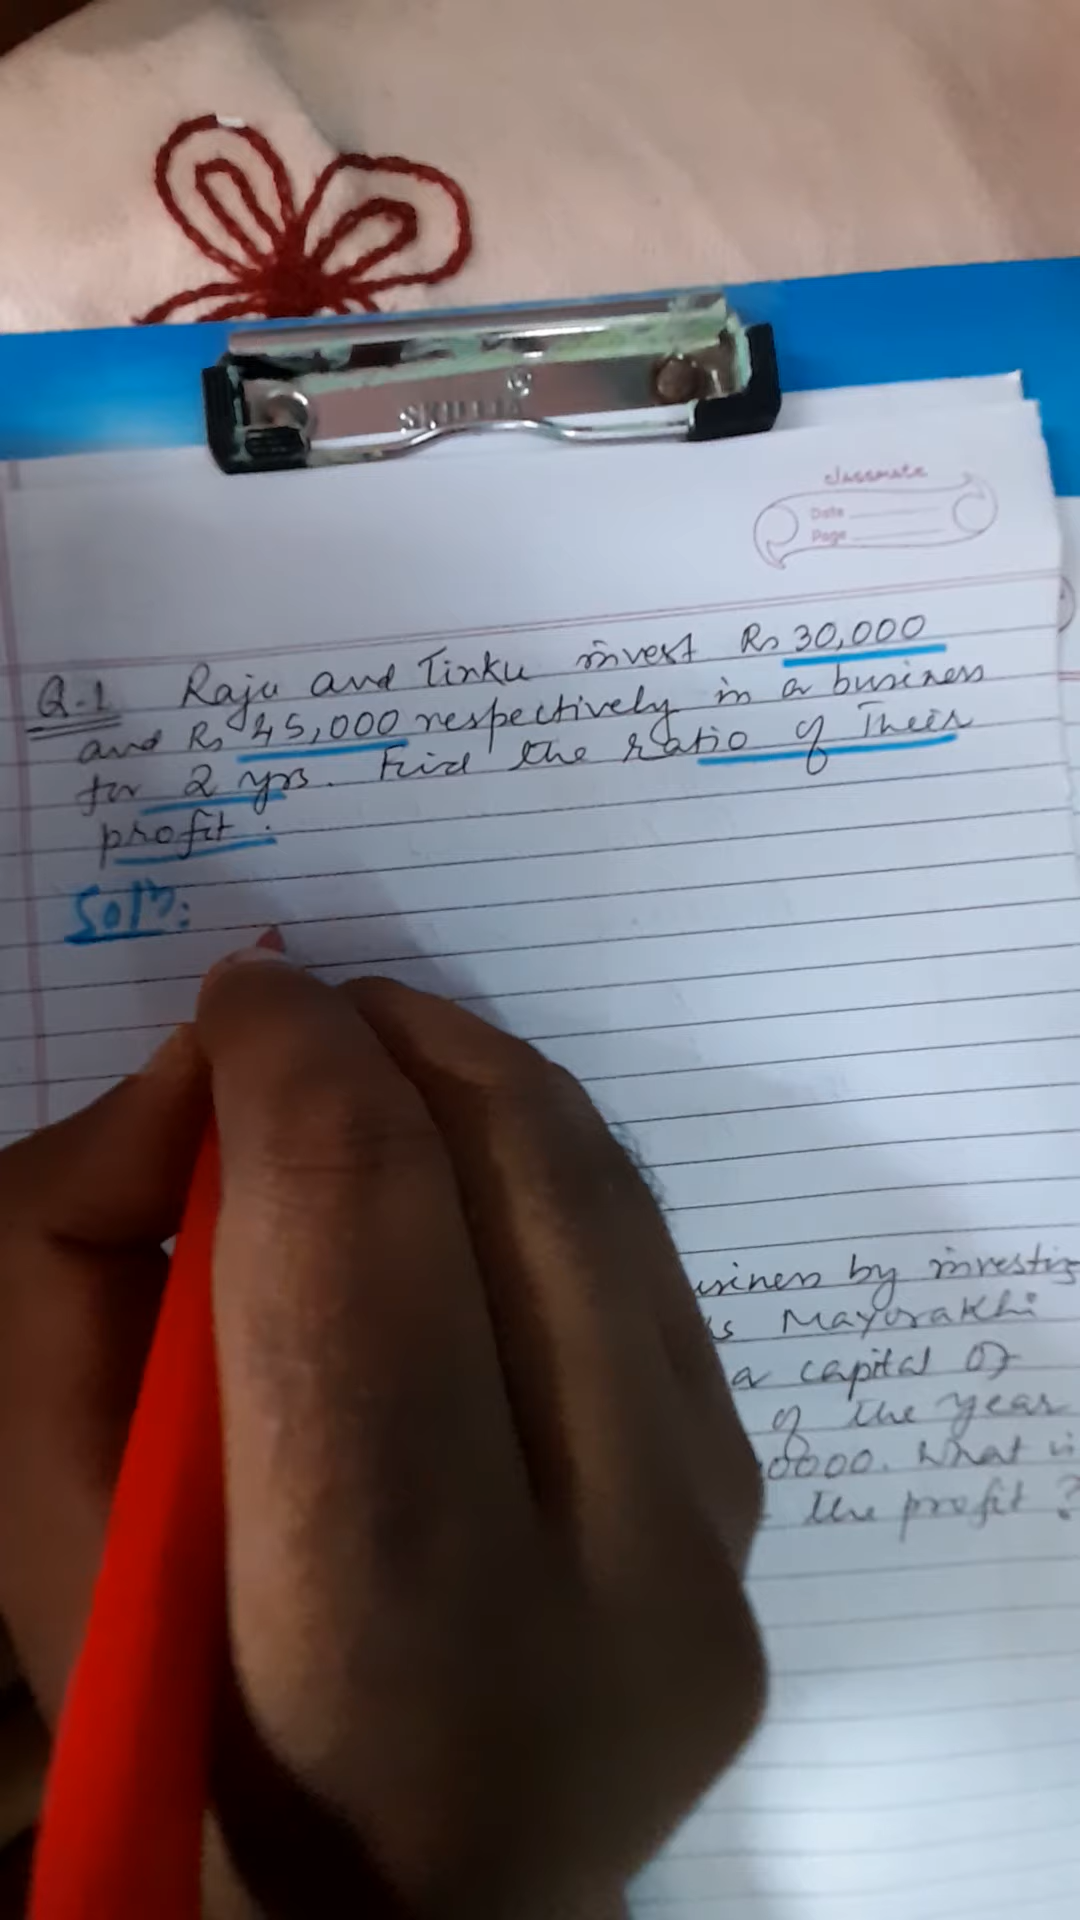 classmate
Date
Page
Q.1 Raju and Tinku invest Rs 30,000
and Rs 45,000 respectively in a business
for 2 yrs. Find the ratio of Their
profit.
Soln:
by investing
Mayurakhi
a capital of
of the year
0000. What is
the profit ?